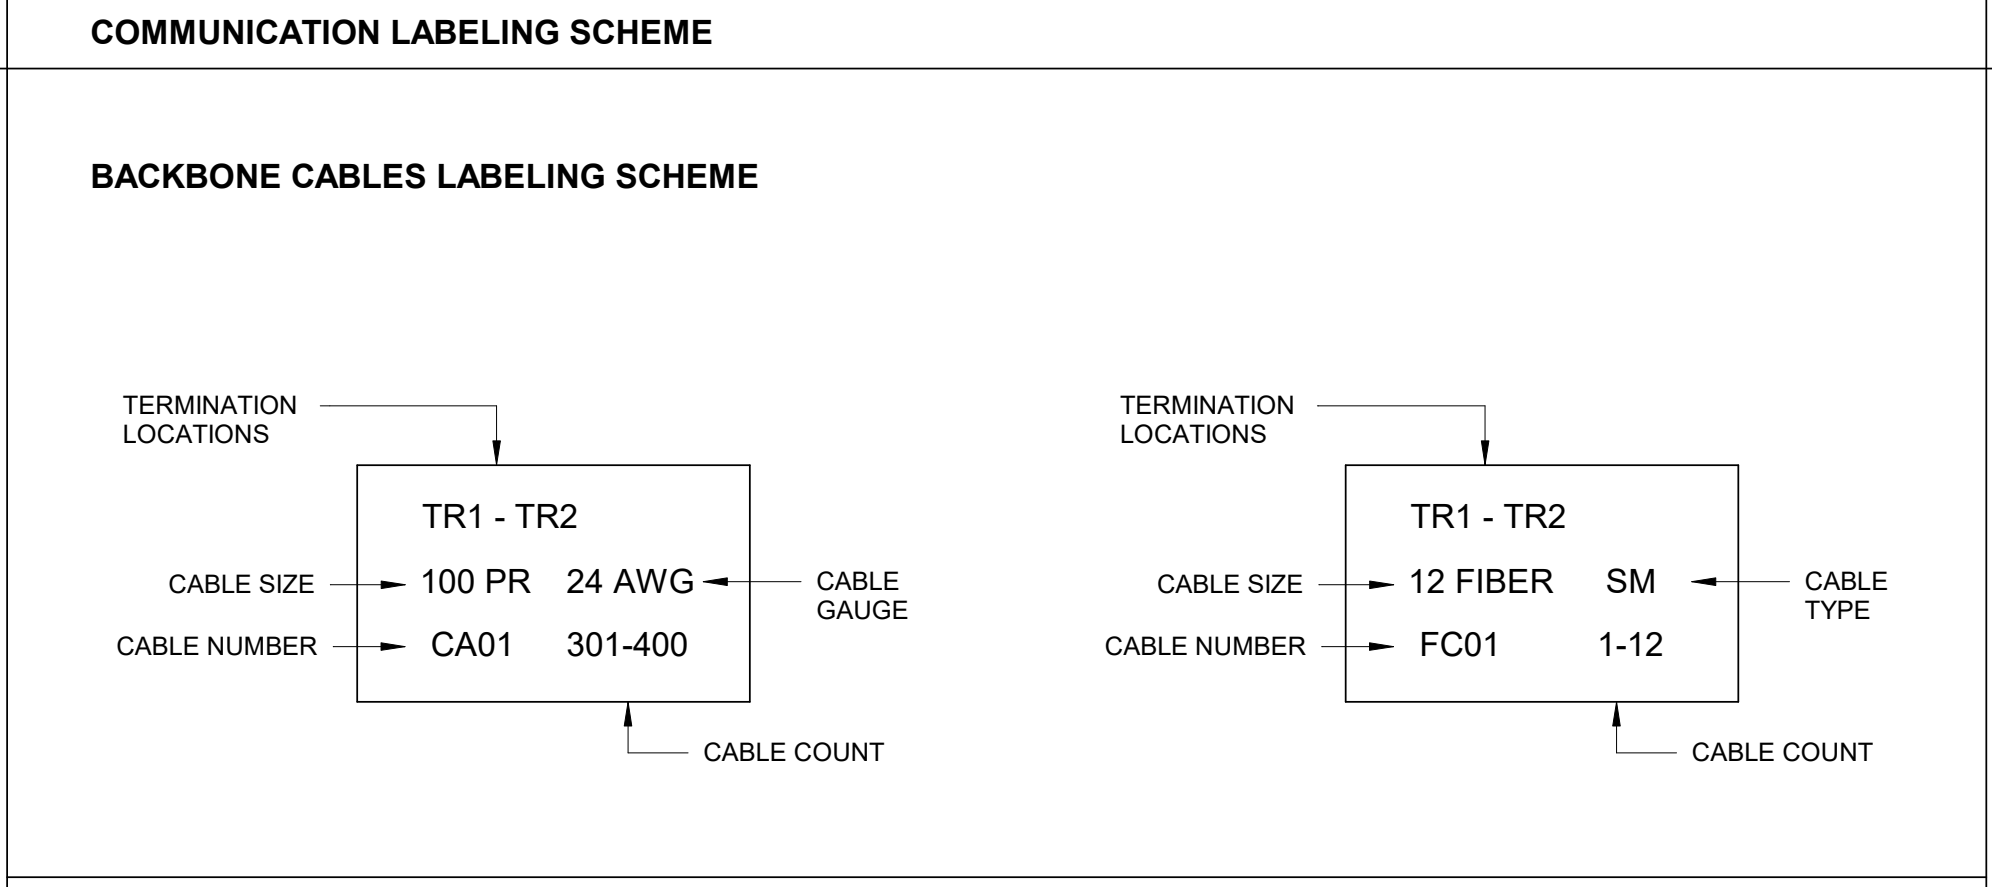 COMMUNICATION LABELING SCHEME
BACKBONE CABLES LABELING SCHEME
TERMINATION
LOCATIONS
TR1 - TR2
CABLE SIZE
100 PR 24 AWG
CABLE
GAUGE
CABLE NUMBER
CA01 301-400
CABLE COUNT
TERMINATION
LOCATIONS
TR1 - TR2
CABLE SIZE
12 FIBER SM
CABLE
TYPE
CABLE NUMBER
FC01 1-12
CABLE COUNT